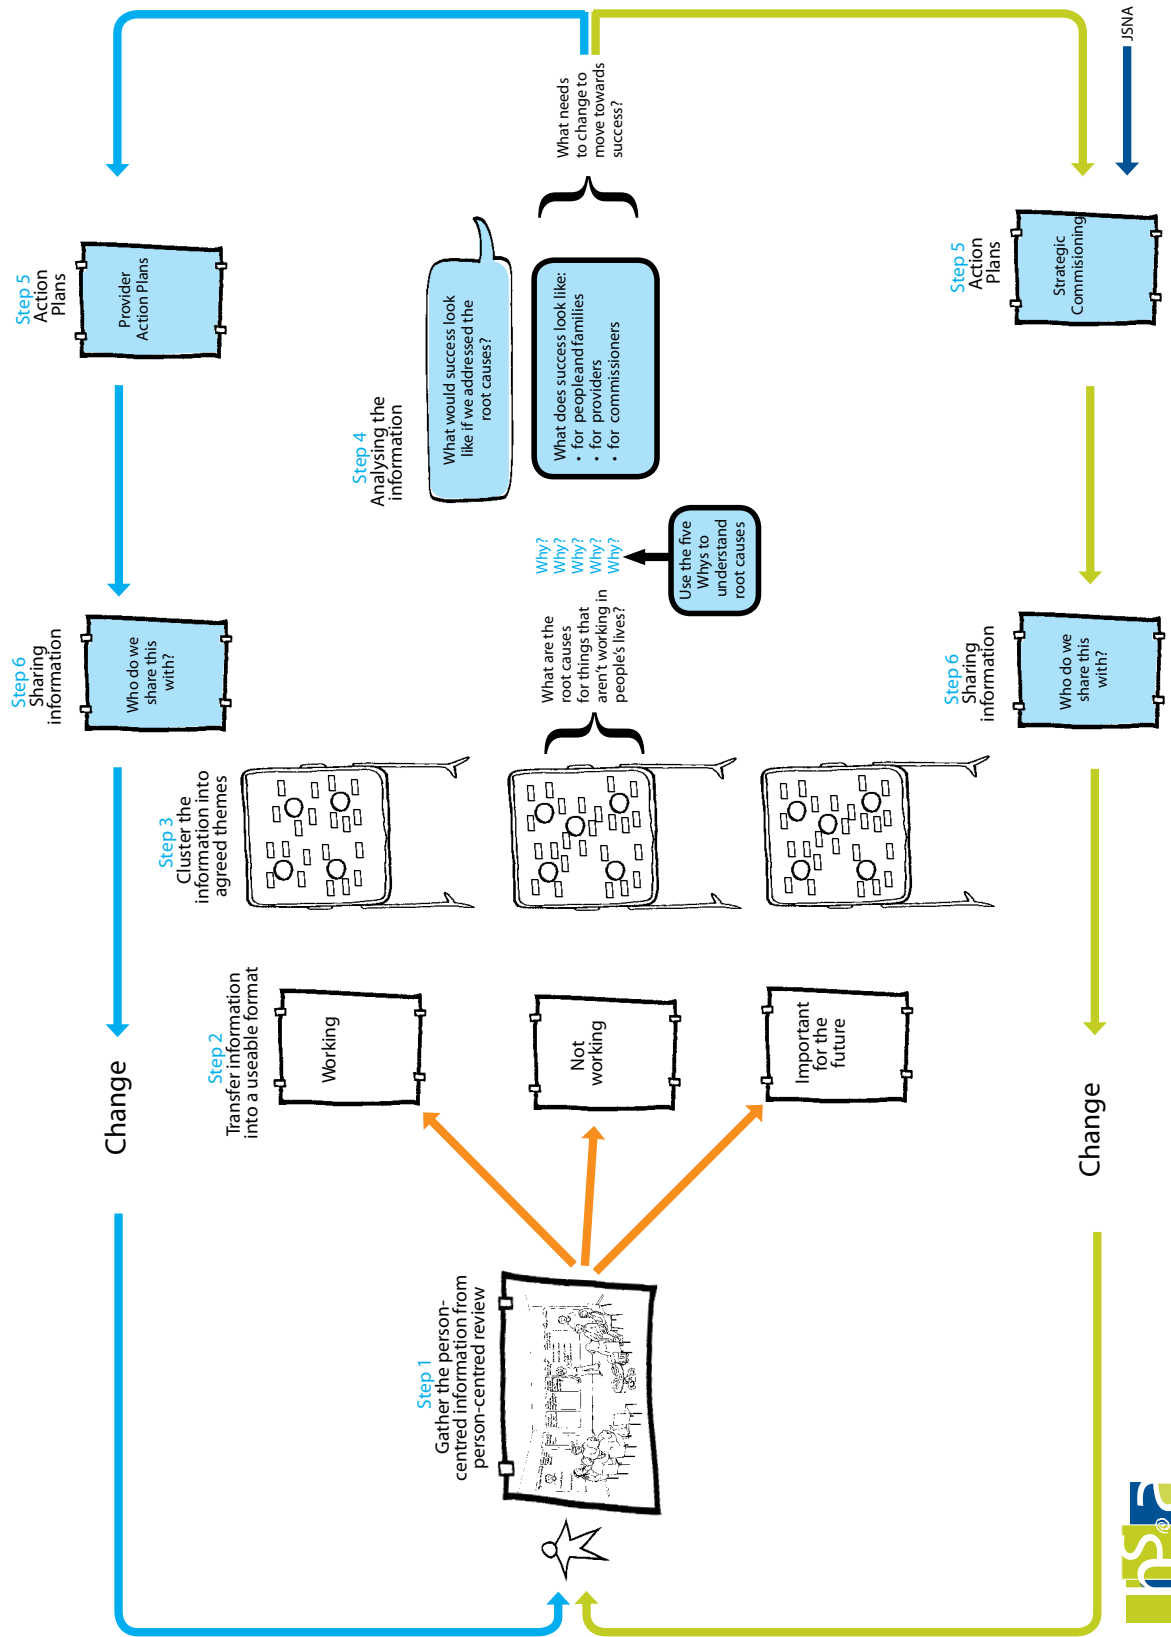 Step 1
Gather the person-
centred information from
person-centred review
Step 2
Transfer information
into a useable format
Working
Not
working
Important
for the
future
Step 3
Cluster the
information into
agreed themes
What are the
root causes
for things that
aren't working in
people's lives?
Why?
Why?
Why?
Why?
Why?
Use the five
Whys to
understand
root causes
Step 4
Analysing the
information
What would success look
like if we addressed the
root causes?
What does success look like:
• for peopleand families
• for providers
• for commissioners
What needs
to change to
move towards
success?
Step 5
Action
Plans
Provider
Action Plans
Step 6
Sharing
information
Who do we
share this
with?
Change
JSNA
Step 5
Action
Plans
Strategic
Commisioning
Step 6
Sharing
information
Who do we
share this
with?
Change
hs@a